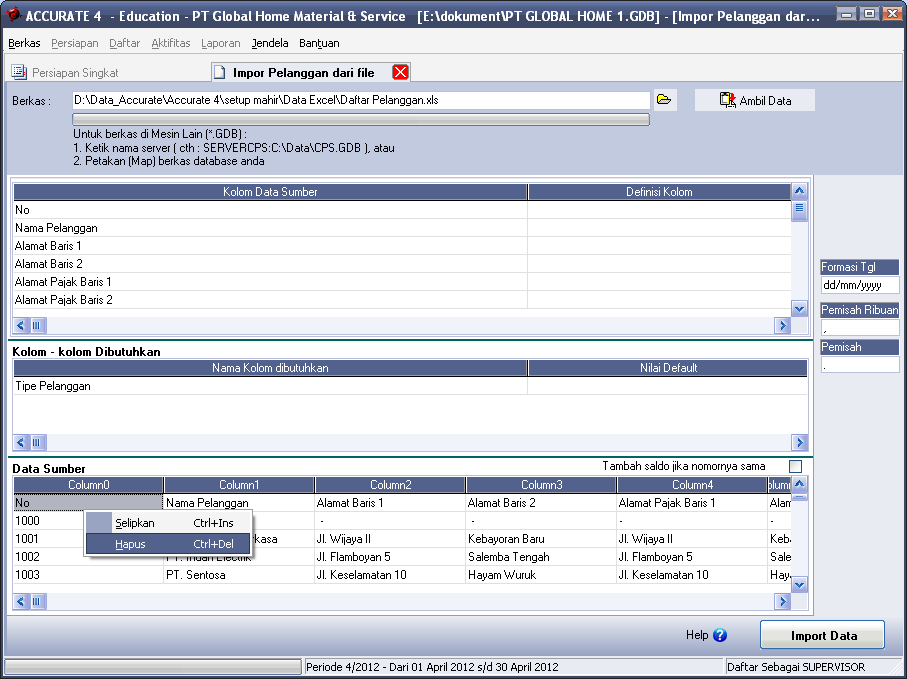 ACCURATE 4 - Education - PT Global Home Material & Service [E:\dokument\PT GLOBAL HOME 1.GDB] - [Impor Pelanggan dar...
Berkas Persiapan Daftar Aktifitas Laporan Jendela Bantuan
Persiapan Singkat Impor Pelanggan dari file
Berkas : D:\Data_Accurate\Accurate 4\setup mahir\Data Excel\Daftar Pelanggan.xls Ambil Data
Untuk berkas di Mesin Lain (*.GDB) :
1. Ketik nama server ( cth : SERVERCPS:C:\Data\CPS.GDB ), atau
2. Petakan (Map) berkas database anda
Kolom Data Sumber Definisi Kolom
No
Nama Pelanggan
Alamat Baris 1
Alamat Baris 2
Alamat Pajak Baris 1
Alamat Pajak Baris 2
Formasi Tgl
dd/mm/yyyy
Pemisah Ribuan
,
Pemisah
.
Kolom - kolom Dibutuhkan
Nama Kolom dibutuhkan Nilai Default
Tipe Pelanggan
Data Sumber Tambah saldo jika nomornya sama
Column0 Column1 Column2 Column3 Column4 olumn
No Nama Pelanggan Alamat Baris 1 Alamat Baris 2 Alamat Pajak Baris 1 Alam
1000 - - -
Selipkan Ctrl+Ins
1001 kasa Jl. Wijaya II Kebayoran Baru Jl. Wijaya II Keb
Hapus Ctrl+Del
1002 PT. Indah Electrik Jl. Flamboyan 5 Salemba Tengah Jl. Flamboyan 5 Sale
1003 PT. Sentosa Jl. Keselamatan 10 Hayam Wuruk Jl. Keselamatan 10 Hay
Help ? Import Data
Periode 4/2012 - Dari 01 April 2012 s/d 30 April 2012 Daftar Sebagai SUPERVISOR